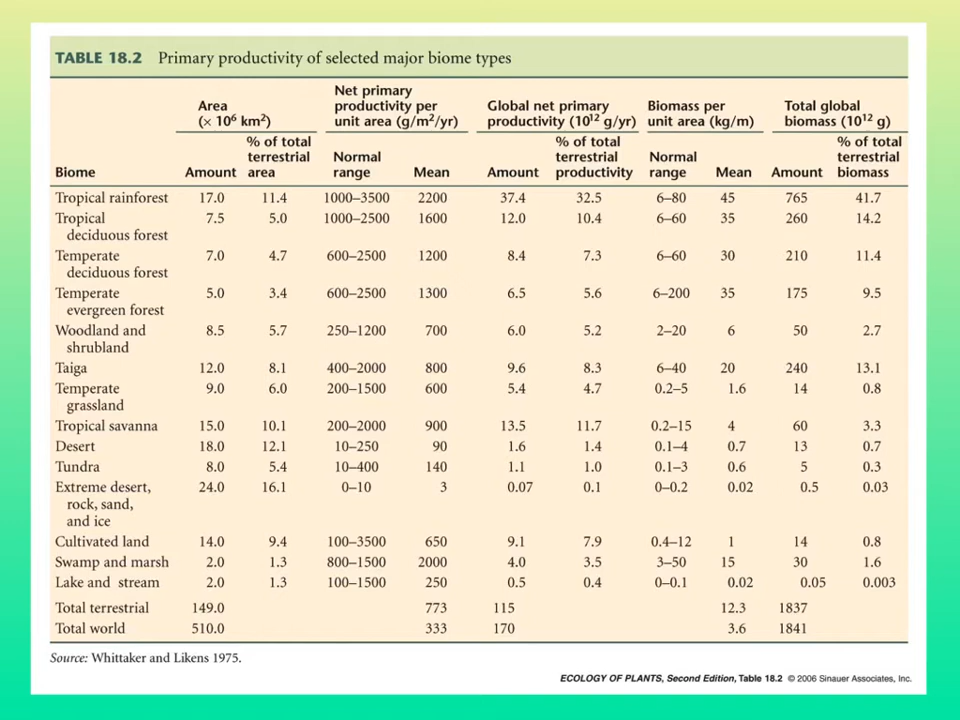 TABLE 18.2 Primary productivity of selected major biome types
Net primary
Area productivity per Global net primary Biomass per Total global
(× 10⁶ km²) unit area (g/m²/yr) productivity (10¹² g/yr) unit area (kg/m) biomass (10¹² g)
% of total % of total % of total
terrestrial Normal terrestrial Normal terrestrial
Biome Amount area range Mean Amount productivity range Mean Amount biomass
Tropical rainforest 17.0 11.4 1000–3500 2200 37.4 32.5 6–80 45 765 41.7
Tropical 7.5 5.0 1000–2500 1600 12.0 10.4 6–60 35 260 14.2
deciduous forest
Temperate 7.0 4.7 600–2500 1200 8.4 7.3 6–60 30 210 11.4
deciduous forest
Temperate 5.0 3.4 600–2500 1300 6.5 5.6 6–200 35 175 9.5
evergreen forest
Woodland and 8.5 5.7 250–1200 700 6.0 5.2 2–20 6 50 2.7
shrubland
Taiga 12.0 8.1 400–2000 800 9.6 8.3 6–40 20 240 13.1
Temperate 9.0 6.0 200–1500 600 5.4 4.7 0.2–5 1.6 14 0.8
grassland
Tropical savanna 15.0 10.1 200–2000 900 13.5 11.7 0.2–15 4 60 3.3
Desert 18.0 12.1 10–250 90 1.6 1.4 0.1–4 0.7 13 0.7
Tundra 8.0 5.4 10–400 140 1.1 1.0 0.1–3 0.6 5 0.3
Extreme desert, 24.0 16.1 0–10 3 0.07 0.1 0–0.2 0.02 0.5 0.03
rock, sand,
and ice
Cultivated land 14.0 9.4 100–3500 650 9.1 7.9 0.4–12 1 14 0.8
Swamp and marsh 2.0 1.3 800–1500 2000 4.0 3.5 3–50 15 30 1.6
Lake and stream 2.0 1.3 100–1500 250 0.5 0.4 0–0.1 0.02 0.05 0.003
Total terrestrial 149.0 773 115 12.3 1837
Total world 510.0 333 170 3.6 1841
Source: Whittaker and Likens 1975.
ECOLOGY OF PLANTS, Second Edition, Table 18.2 © 2006 Sinauer Associates, Inc.